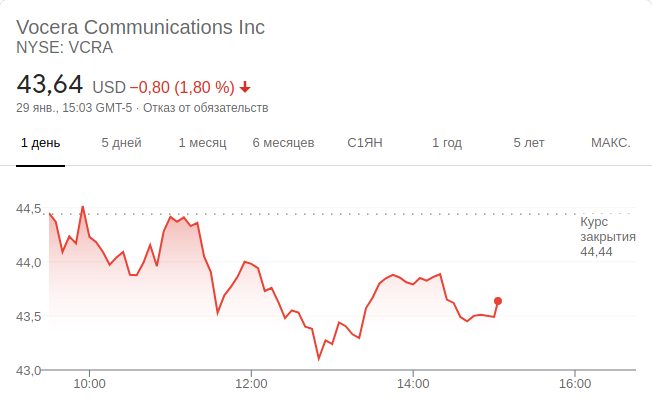 Vocera Communications Inc
NYSE: VCRA
43,64 USD −0,80 (1,80 %)
29 янв., 15:03 GMT-5 · Отказ от обязательств
1 день 5 дней 1 месяц 6 месяцев С1ЯН 1 год 5 лет МАКС.
44,5
Курс
закрытия
44,44
44,0
43,5
43,0
10:00 12:00 14:00 16:00